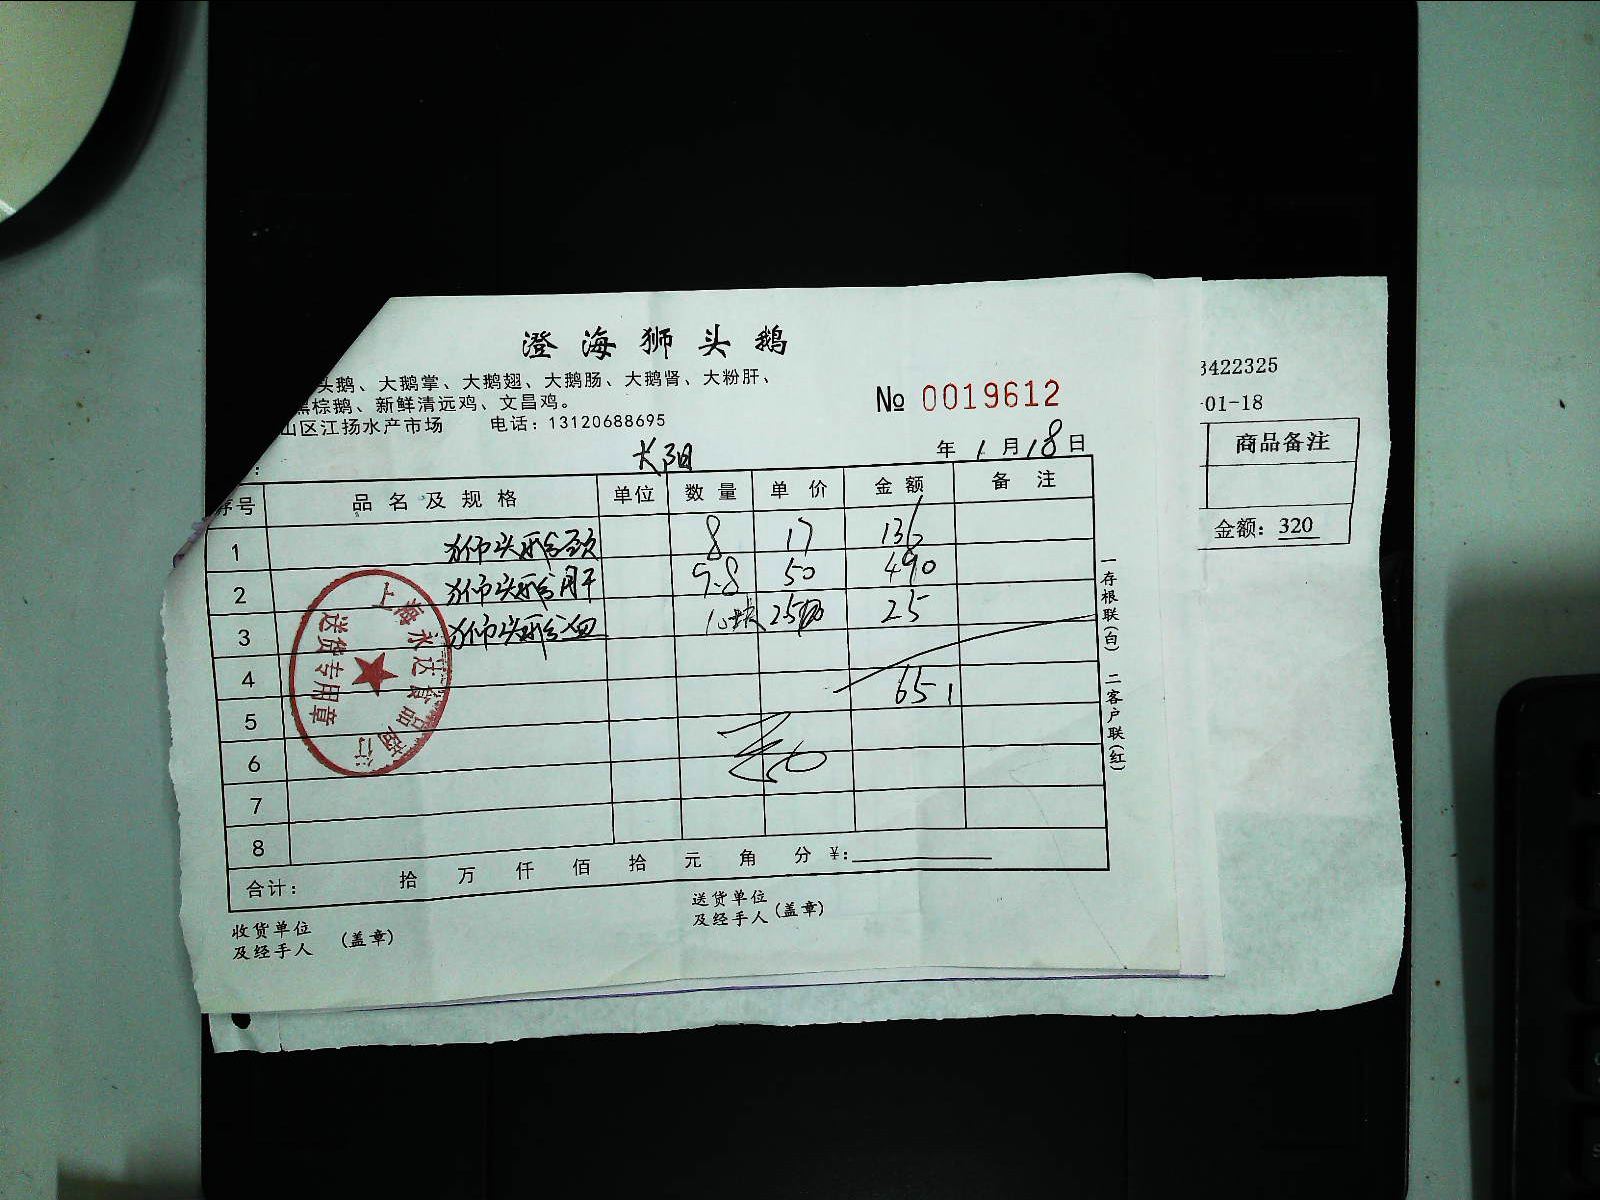 澄海狮头鹅
头鹅、大鹅掌、大鹅翅、大鹅肠、大鹅肾、大粉肝、
黑棕鹅、新鲜清远鸡、文昌鸡。
山区江扬水产市场 电话：13120688695
№ 0019612
年 1 月 18 日
序号 品名及规格 单位 数量 单价 金额 备注
1 狮头鹅头 8 17 136
2 狮头鹅肝 9.8 50 490
3 狮头鹅血 25 25
4 651
5
6
7
8
合计： 拾 万 仟 佰 拾 元 角 分 ¥：
收货单位
及经手人 (盖章)
送货单位
及经手人 (盖章)
一存根联(白) 二客户联(红)
上海永达食品商行
送货专用章
3422325
-01-18
商品备注
金额：320